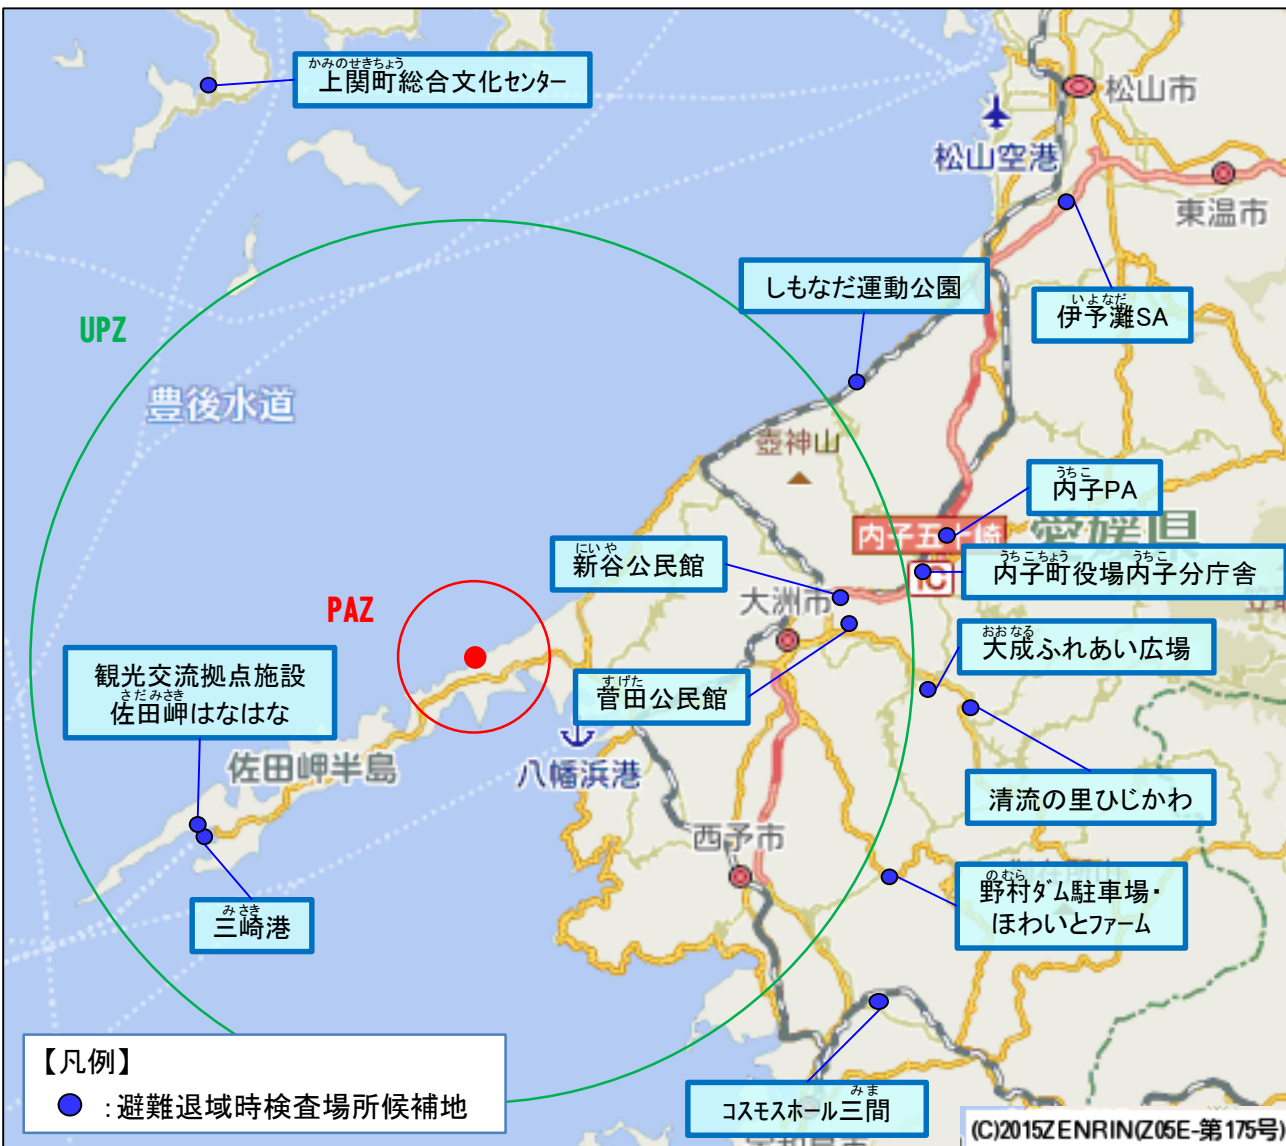 かみのせきちょう
上関町総合文化センター
松山市
松山空港
東温市
しもなだ運動公園
いよなだ
伊予灘SA
UPZ
豊後水道
壺神山
うちこ
内子PA
内子五十崎
愛媛県
IC
にいや
新谷公民館
うちこちょう うちこ
内子町役場内子分庁舎
大洲市
PAZ
おおなる
大成ふれあい広場
観光交流拠点施設
さだみさき
佐田岬はなはな
すげた
菅田公民館
佐田岬半島
八幡浜港
清流の里ひじかわ
西予市
のむら
野村ダム駐車場・
ほわいとファーム
みさき
三崎港
【凡例】
:避難退域時検査場所候補地
みま
コスモスホール三間
(C)2015ZENRIN(Z05E-第175号)